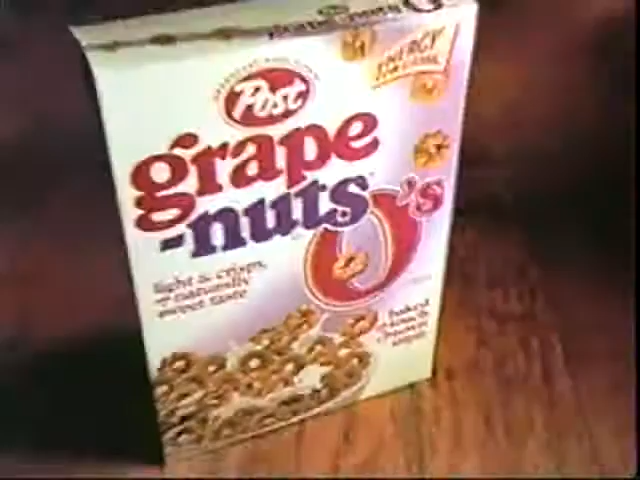 Post
ENERGY
grape
-nuts
O's
light & crispy
naturally
sweet taste
baked